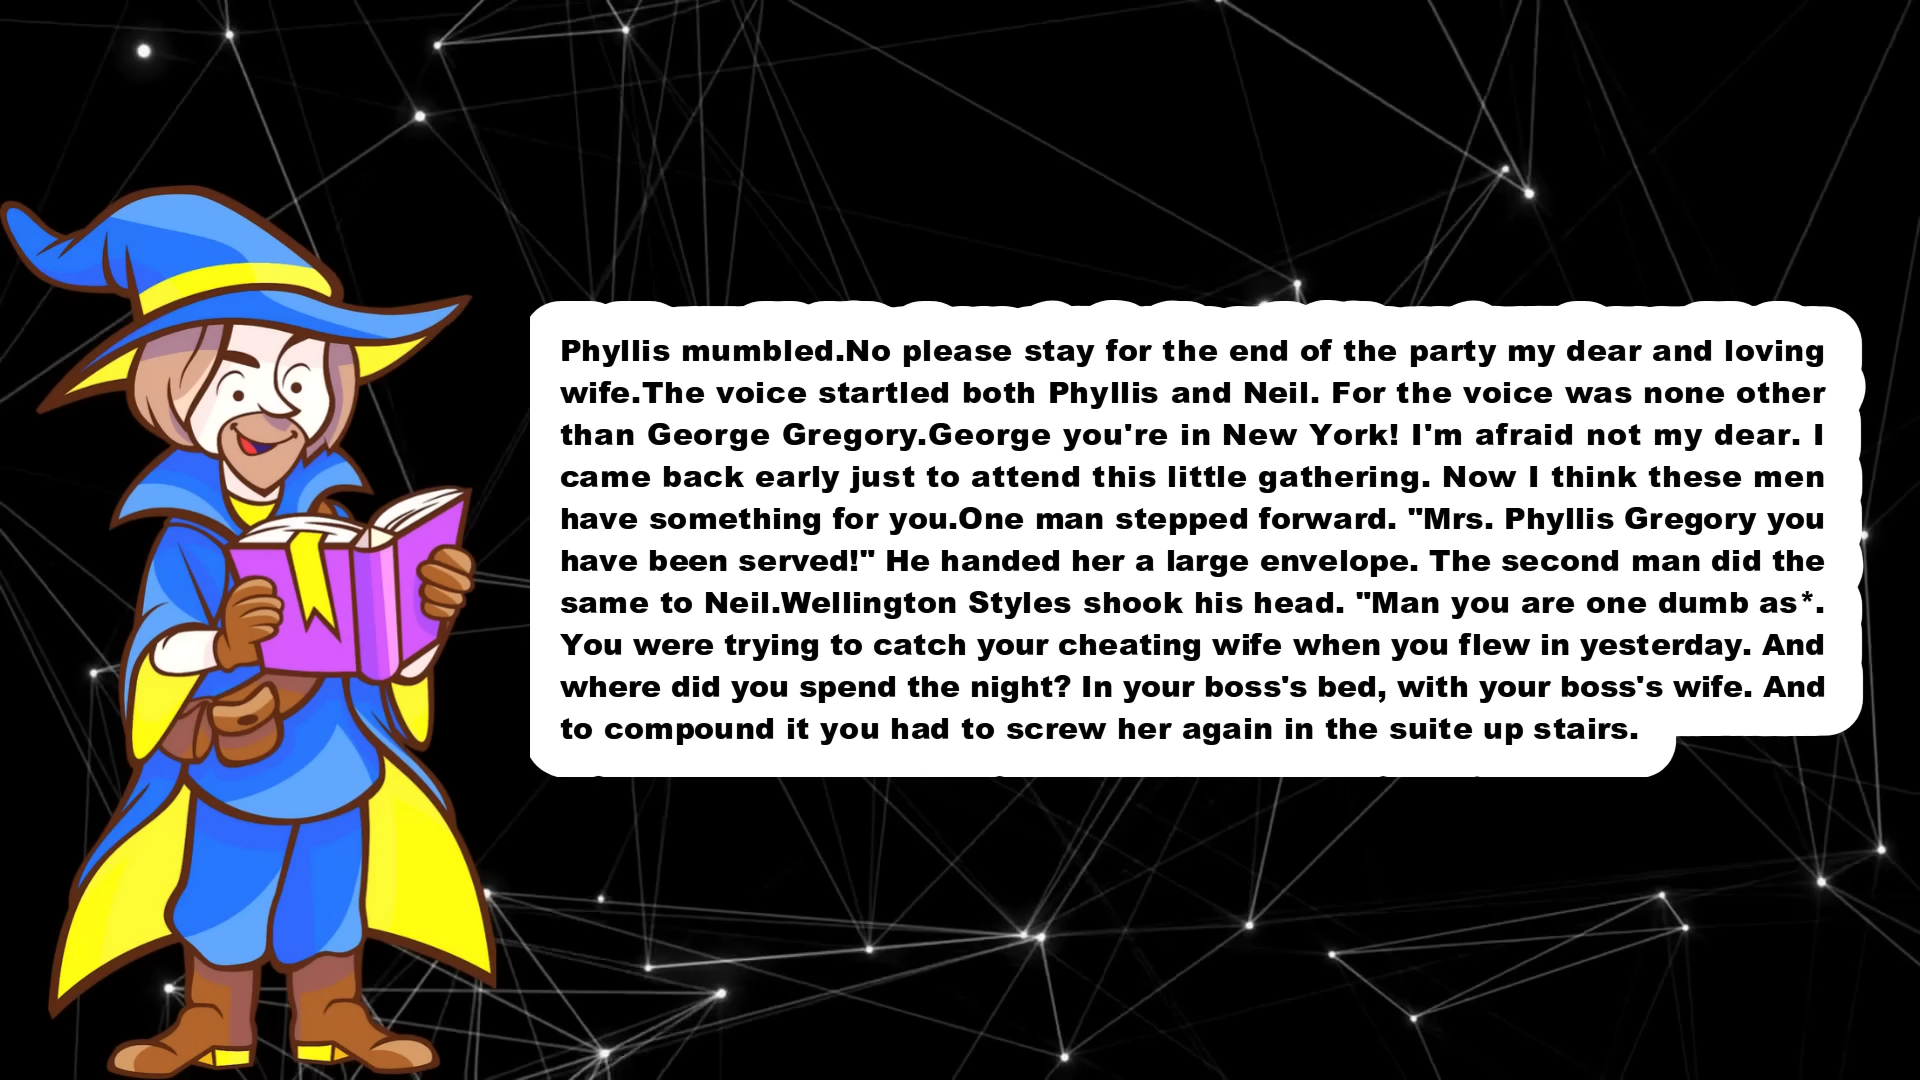 Phyllis mumbled.No please stay for the end of the party my dear and loving
wife.The voice startled both Phyllis and Neil. For the voice was none other
than George Gregory.George you're in New York! I'm afraid not my dear. I
came back early just to attend this little gathering. Now I think these men
have something for you.One man stepped forward. "Mrs. Phyllis Gregory you
have been served!" He handed her a large envelope. The second man did the
same to Neil.Wellington Styles shook his head. "Man you are one dumb as*.
You were trying to catch your cheating wife when you flew in yesterday. And
where did you spend the night? In your boss's bed, with your boss's wife. And
to compound it you had to screw her again in the suite up stairs.